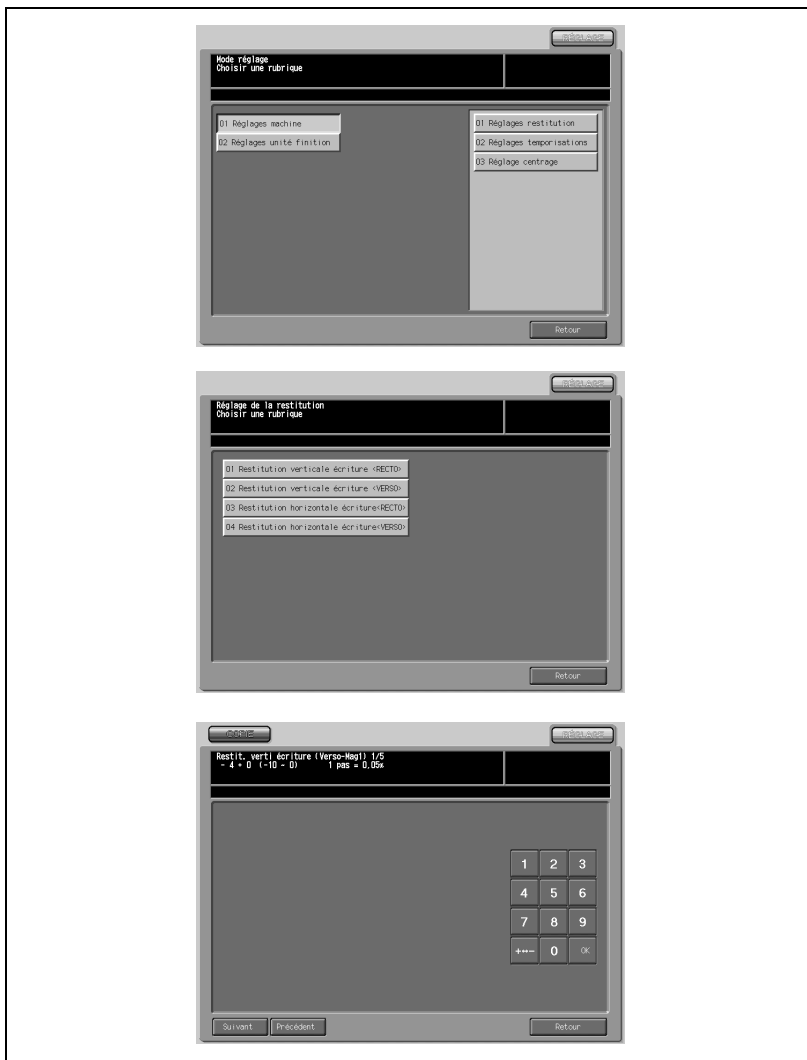 RÉGLAGE
Mode réglage
Choisir une rubrique
01 Réglages machine
02 Réglages unité finition
01 Réglages restitution
02 Réglages temporisations
03 Réglage centrage
Retour
RÉGLAGE
Réglage de la restitution
Choisir une rubrique
01 Restitution verticale écriture <RECTO>
02 Restitution verticale écriture <VERSO>
03 Restitution horizontale écriture<RECTO>
04 Restitution horizontale écriture<VERSO>
Retour
COPIE
RÉGLAGE
Restit. verti écriture (Verso-Mag1) 1/5
- 4 + 0 (-10 ~ 0) 1 pas = 0.05%
1 2 3
4 5 6
7 8 9
+↔- 0 OK
Suivant Précédent Retour